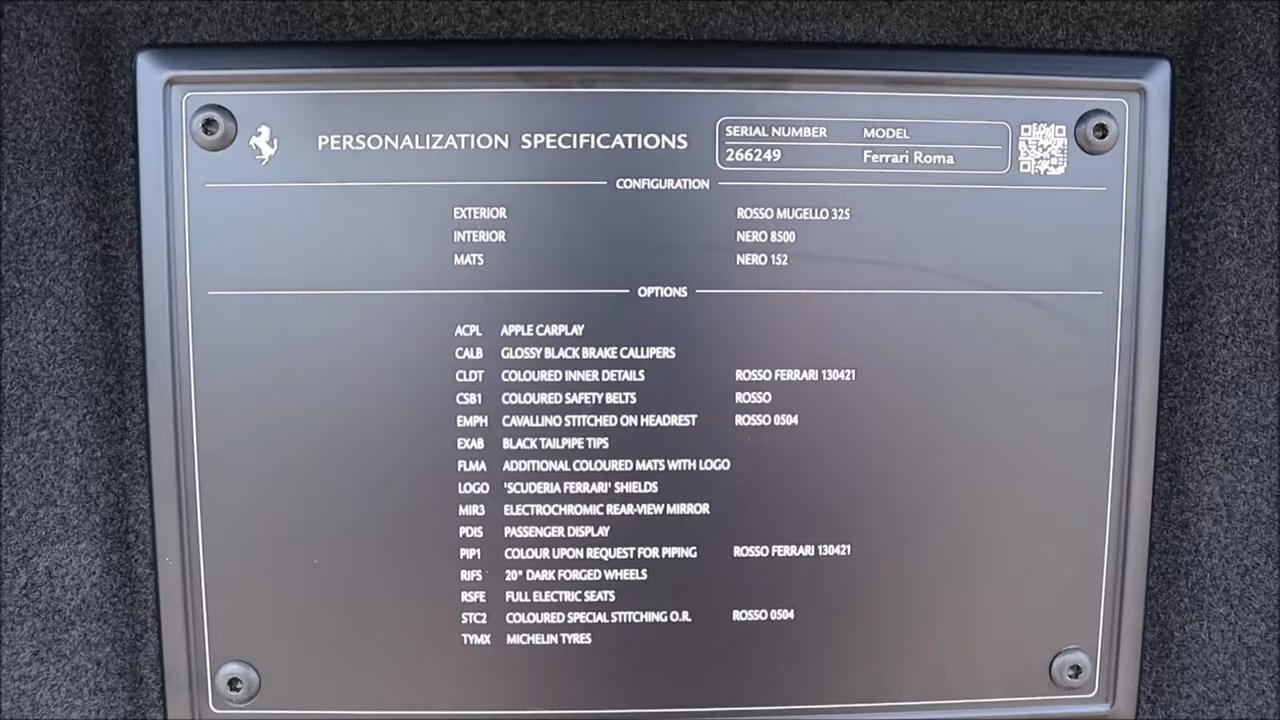 PERSONALIZATION SPECIFICATIONS
SERIAL NUMBER MODEL
266249 Ferrari Roma
CONFIGURATION
EXTERIOR ROSSO MUGELLO 325
INTERIOR NERO 8500
MATS NERO 152
OPTIONS
ACPL APPLE CARPLAY
CALB GLOSSY BLACK BRAKE CALLIPERS
CLDT COLOURED INNER DETAILS ROSSO FERRARI 130421
CSB1 COLOURED SAFETY BELTS ROSSO
EMPH CAVALLINO STITCHED ON HEADREST ROSSO 0504
EXAB BLACK TAILPIPE TIPS
FLMA ADDITIONAL COLOURED MATS WITH LOGO
LOGO 'SCUDERIA FERRARI' SHIELDS
MIR3 ELECTROCHROMIC REAR-VIEW MIRROR
PDIS PASSENGER DISPLAY
PIP1 COLOUR UPON REQUEST FOR PIPING ROSSO FERRARI 130421
RIFS 20" DARK FORGED WHEELS
RSFE FULL ELECTRIC SEATS
STC2 COLOURED SPECIAL STITCHING O.R. ROSSO 0504
TYMX MICHELIN TYRES